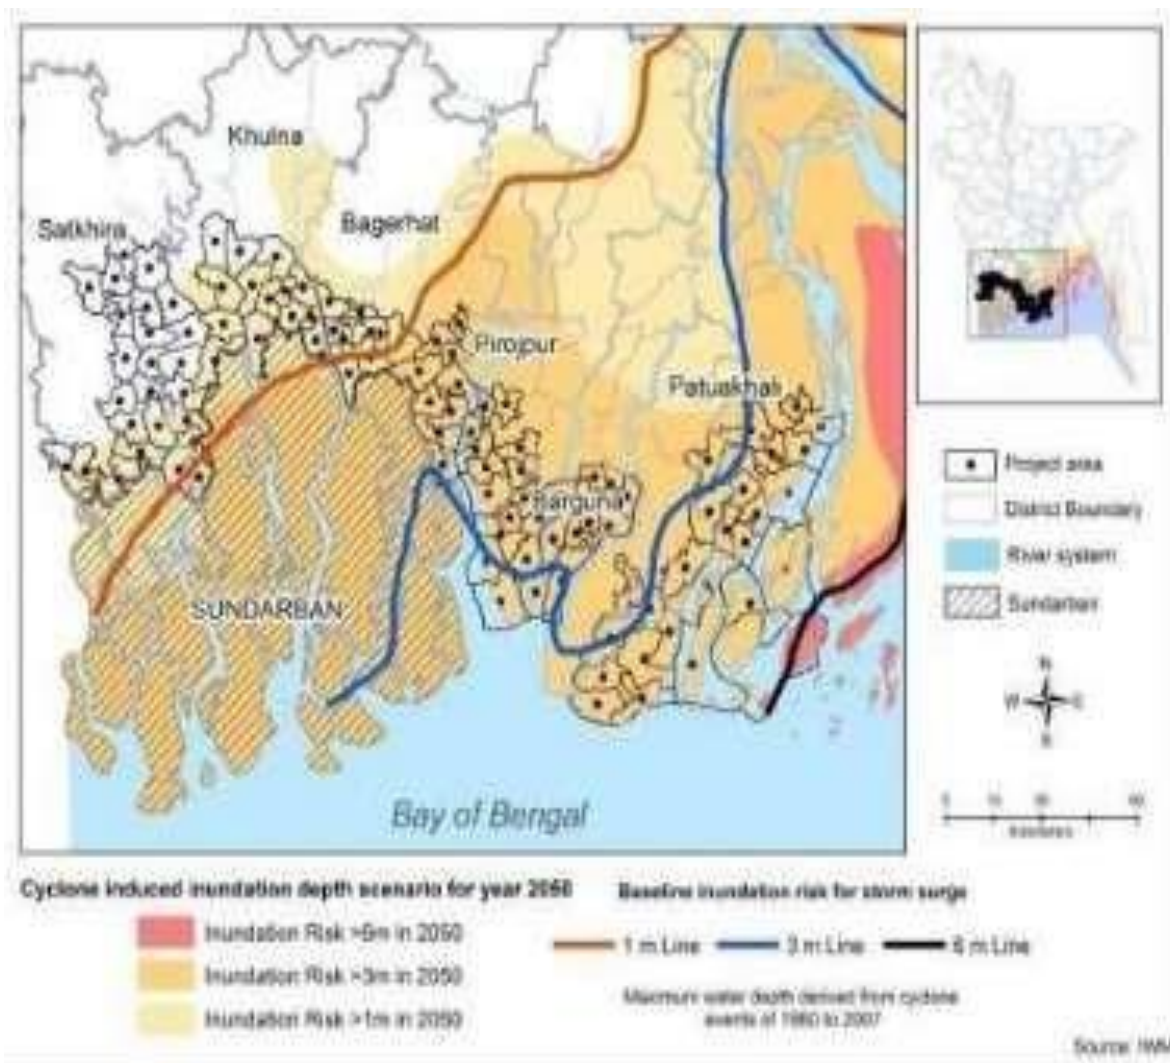 Khulna
Satkhira
Bagerhat
Pirojpur
Patuakhali
Barguna
SUNDARBAN
Bay of Bengal
Project area
District Boundary
River system
Sundarban
N
W
S
Kilometers
Cyclone induced inundation depth scenario for year 2050
Inundation Risk >6m in 2050
Inundation Risk >3m in 2050
Inundation Risk >1m in 2050
Baseline inundation risk for storm surge
1 m Line
3 m Line
6 m Line
Maximum water depth derived from cyclone
events of 1960 to 2007
Source: IWM